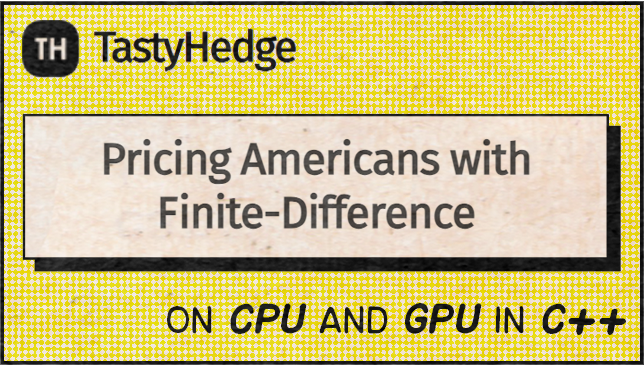 TH TastyHedge
Pricing Americans with
Finite-Difference
ON CPU AND GPU IN C++